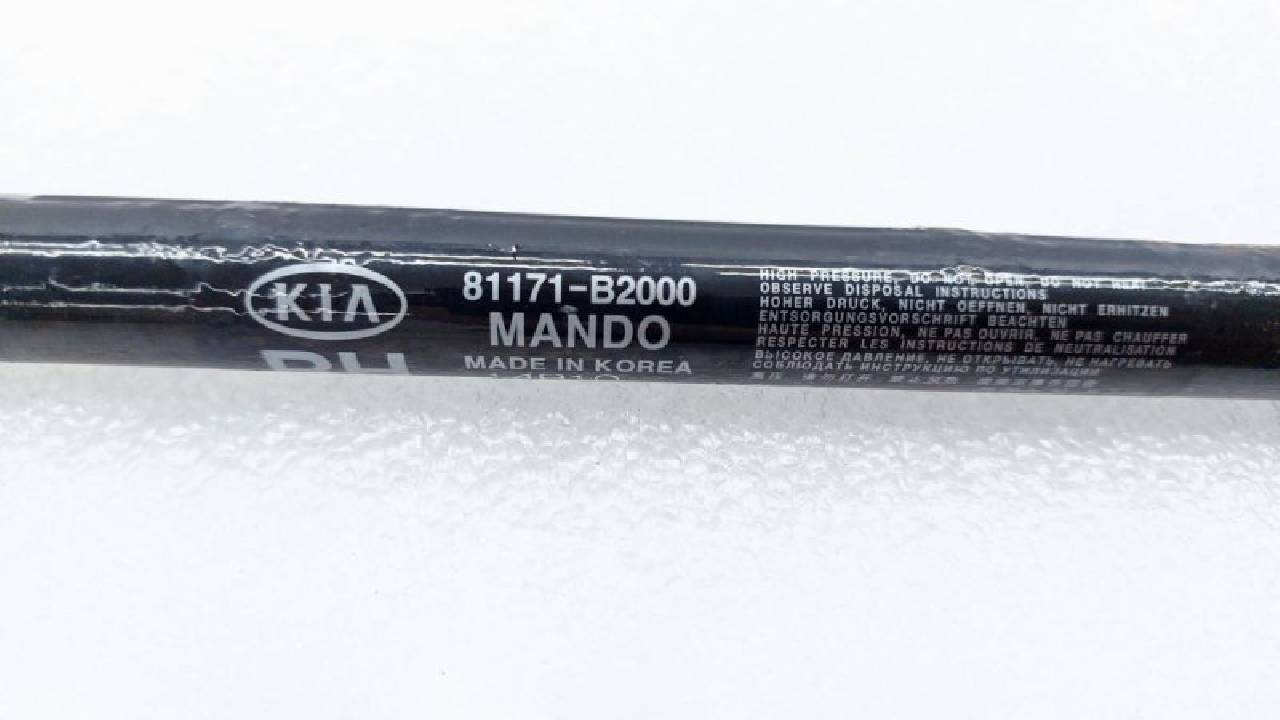 KIA
RH
81171-B2000
MANDO
MADE IN KOREA
HIGH PRESSURE, DO NOT OPEN, DO NOT HEAT
OBSERVE DISPOSAL INSTRUCTIONS
HOHER DRUCK, NICHT OEFFNEN, NICHT ERHITZEN
ENTSORGUNGSVORSCHRIFT BEACHTEN
HAUTE PRESSION, NE PAS OUVRIR, NE PAS CHAUFFER
RESPECTER LES INSTRUCTIONS DE NEUTRALISATION
ВЫСОКОЕ ДАВЛЕНИЕ, НЕ ОТКРЫВАТЬ, НЕ НАГРЕВАТЬ
СОБЛЮДАТЬ ИНСТРУКЦИЮ ПО УТИЛИЗАЦИИ